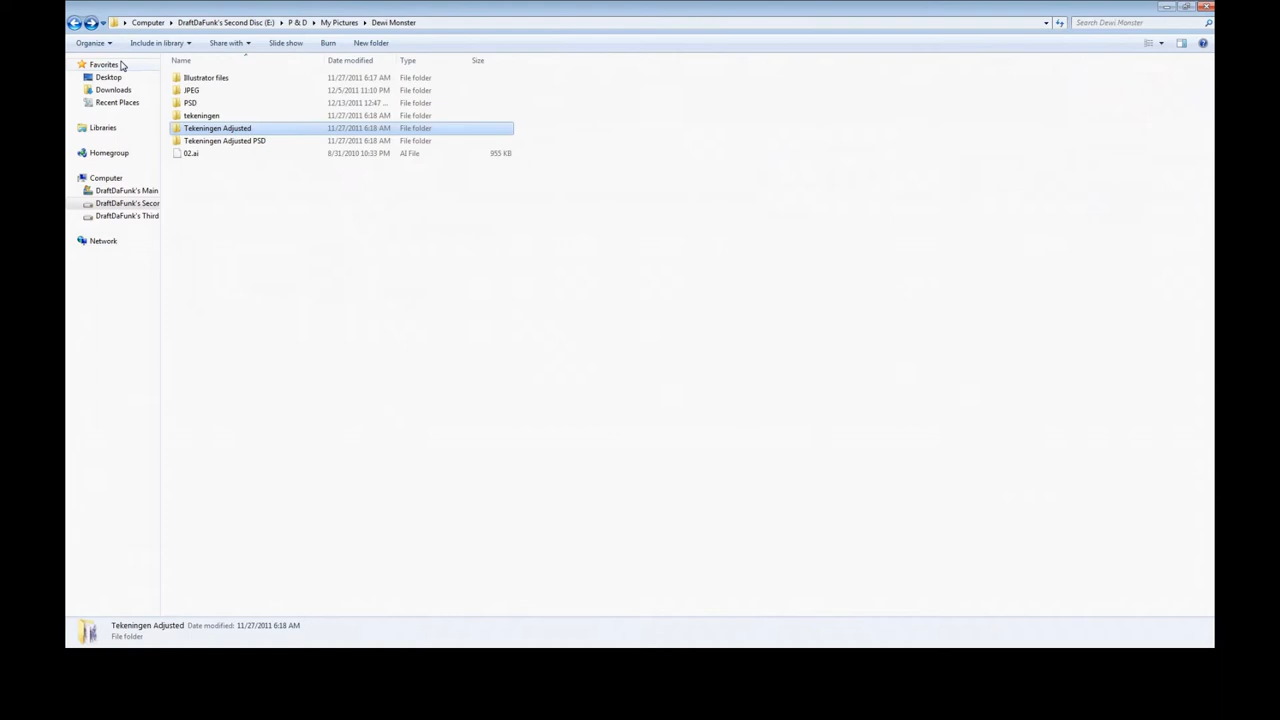 Computer ▸ DraftDaFunk's Second Disc (E:) ▸ P & D ▸ My Pictures ▸ Dewi Monster
Search Dewi Monster
Organize Include in library Share with Slide show Burn New folder
Favorites
Desktop
Downloads
Recent Places
Libraries
Homegroup
Computer
DraftDaFunk's Main
DraftDaFunk's Secor
DraftDaFunk's Third
Network
Name Date modified Type Size
Illustrator files 11/27/2011 6:17 AM File folder
JPEG 12/5/2011 11:10 PM File folder
PSD 12/13/2011 12:47 ... File folder
tekeningen 11/27/2011 6:18 AM File folder
Tekeningen Adjusted 11/27/2011 6:18 AM File folder
Tekeningen Adjusted PSD 11/27/2011 6:18 AM File folder
02.ai 8/31/2010 10:33 PM AI File 955 KB
Tekeningen Adjusted Date modified: 11/27/2011 6:18 AM
File folder